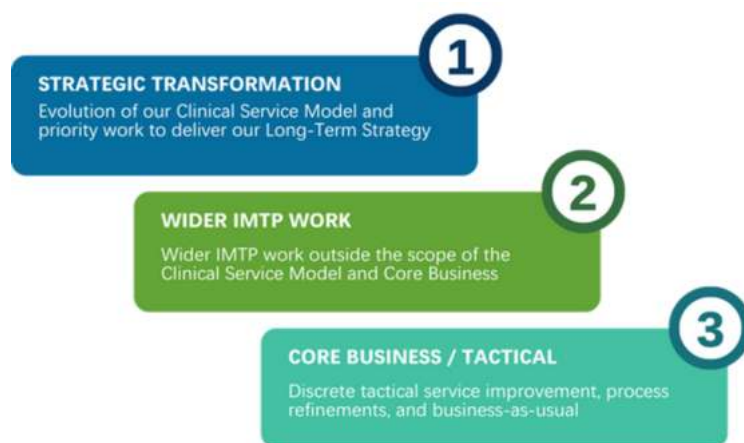 1
STRATEGIC TRANSFORMATION
Evolution of our Clinical Service Model and
priority work to deliver our Long-Term Strategy
2
WIDER IMTP WORK
Wider IMTP work outside the scope of the
Clinical Service Model and Core Business
3
CORE BUSINESS / TACTICAL
Discrete tactical service improvement, process
refinements, and business-as-usual